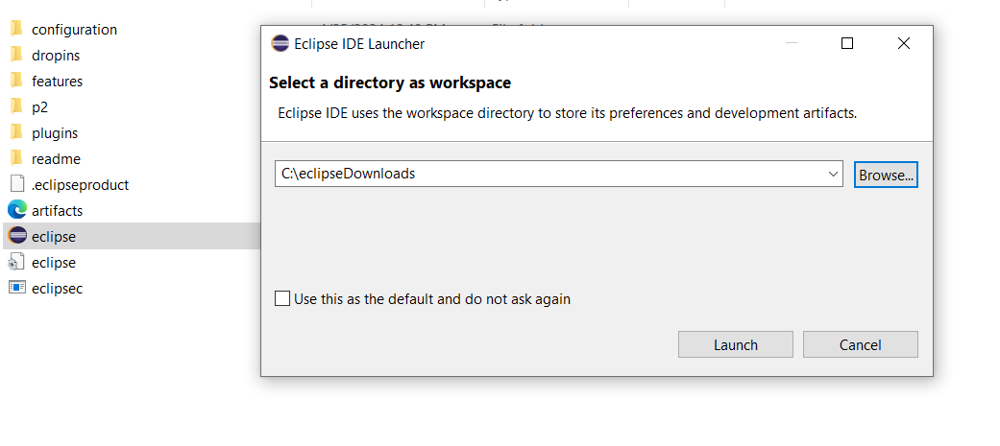 configuration
dropins
features
p2
plugins
readme
.eclipseproduct
artifacts
eclipse
eclipse
eclipsec
Eclipse IDE Launcher
Select a directory as workspace
Eclipse IDE uses the workspace directory to store its preferences and development artifacts.
C:\eclipseDownloads
Browse...
Use this as the default and do not ask again
Launch
Cancel